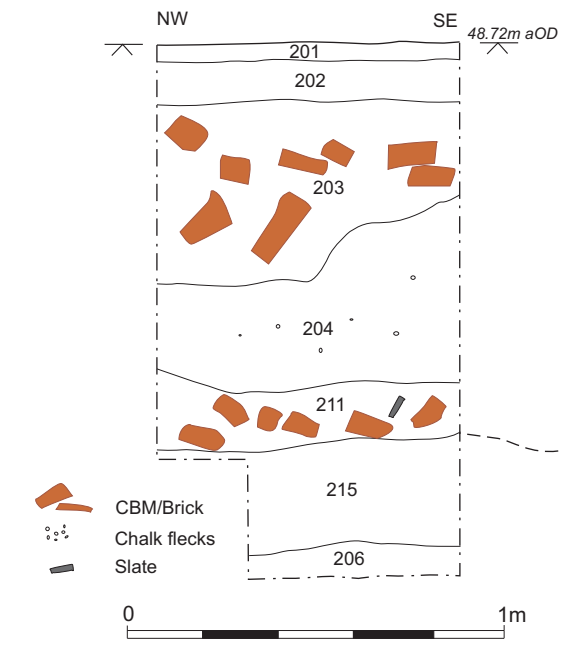 NW
SE
48.72m aOD
201
202
203
204
211
215
206
CBM/Brick
Chalk flecks
Slate
0
1m